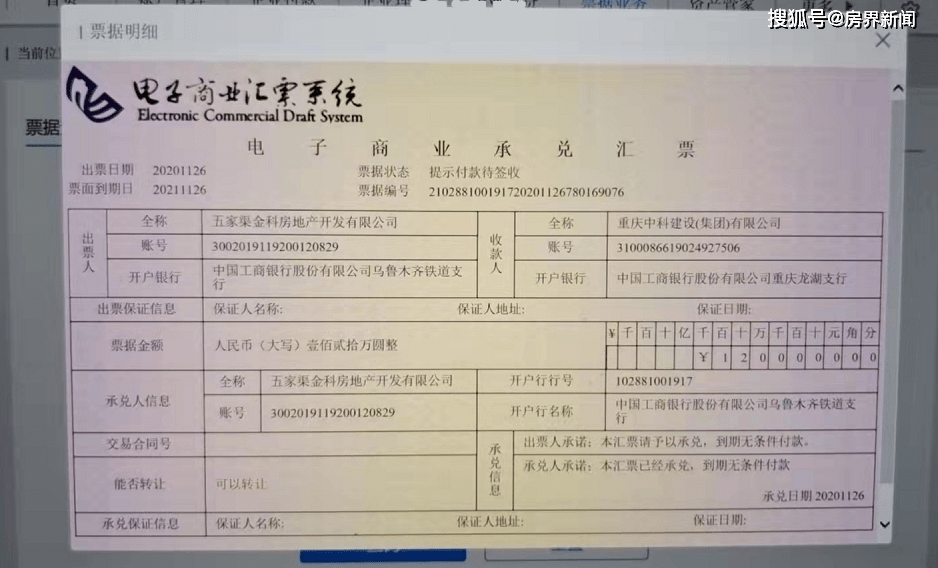 搜狐号@房界新闻
票据业务
当前位
票据
票据明细
电子商业汇票系统
Electronic Commercial Draft System
电子商业承兑汇票
出票日期 20201126 票据状态 提示付款待签收
票面到期日 20211126 票据编号 210288100191720201126780169076
出票人 全称 五家渠金科房地产开发有限公司 收款人 全称 重庆中科建设(集团)有限公司
账号 3002019119200120829 账号 3100086619024927506
开户银行 中国工商银行股份有限公司乌鲁木齐铁道支行 开户银行 中国工商银行股份有限公司重庆龙湖支行
出票保证信息 保证人名称: 保证人地址: 保证日期:
票据金额 人民币（大写）壹佰贰拾万圆整 ¥ 千 百 十 亿 千 百 十 万 千 百 十 元 角 分
¥ 1 2 0 0 0 0 0 0 0
承兑人信息 全称 五家渠金科房地产开发有限公司 开户行行号 102881001917
账号 3002019119200120829 开户行名称 中国工商银行股份有限公司乌鲁木齐铁道支行
交易合同号 承兑信息 出票人承诺：本汇票请予以承兑，到期无条件付款。
能否转让 可以转让 承兑人承诺：本汇票已经承兑，到期无条件付款
承兑日期 20201126
承兑保证信息 保证人名称: 保证人地址: 保证日期: